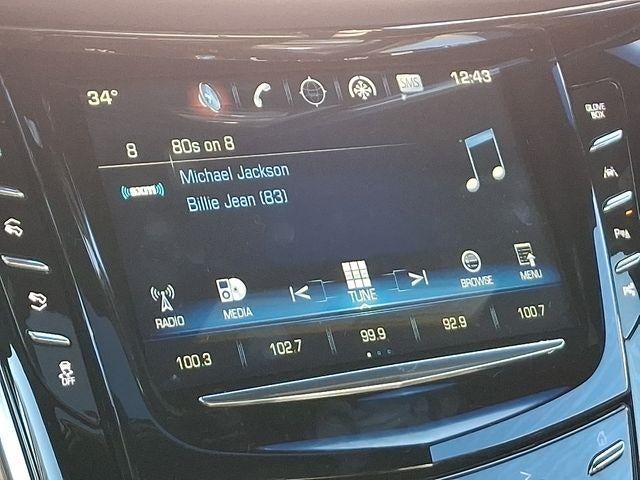 34°
SMS
12:43
8
80s on 8
((SXM))
Michael Jackson
Billie Jean (83)
RADIO
MEDIA
TUNE
BROWSE
MENU
100.3
102.7
99.9
92.9
100.7
GLOVE
BOX
OFF